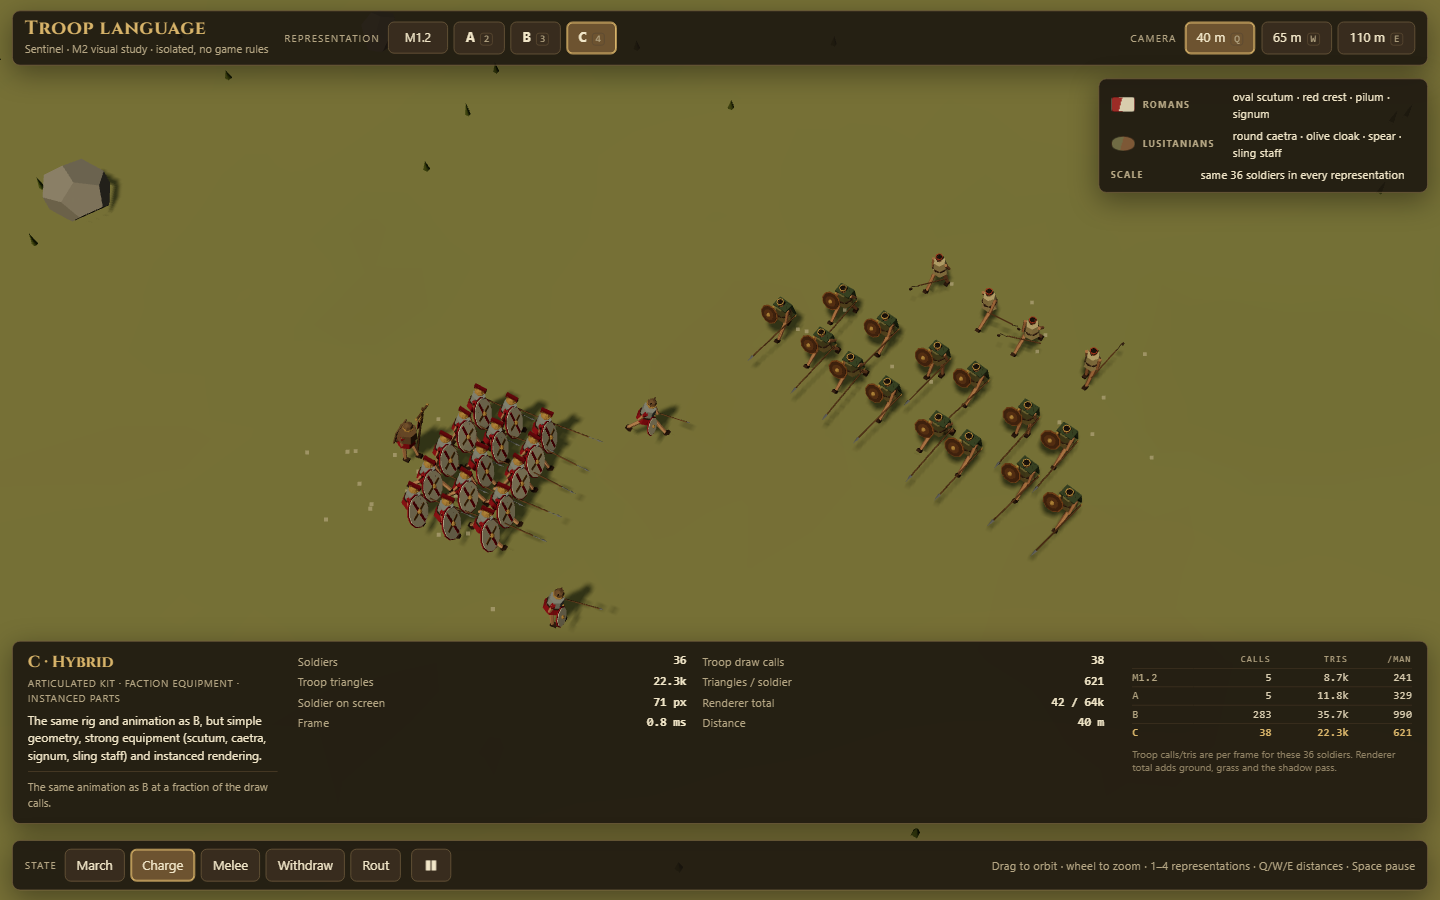 Troop language
Sentinel · M2 visual study · isolated, no game rules
REPRESENTATION
M1.2
A 2
B 3
C 4
CAMERA
40 m Q
65 m W
110 m E
ROMANS
oval scutum · red crest · pilum ·
signum
LUSITANIANS
round caetra · olive cloak · spear ·
sling staff
SCALE
same 36 soldiers in every representation
C · Hybrid
ARTICULATED KIT · FACTION EQUIPMENT ·
INSTANCED PARTS
The same rig and animation as B, but simple
geometry, strong equipment (scutum, caetra,
signum, sling staff) and instanced rendering.
The same animation as B at a fraction of the draw
calls.
Soldiers 36
Troop triangles 22.3k
Soldier on screen 71 px
Frame 0.8 ms
Troop draw calls 38
Triangles / soldier 621
Renderer total 42 / 64k
Distance 40 m
CALLS TRIS /MAN
M1.2 5 8.7k 241
A 5 11.8k 329
B 283 35.7k 990
C 38 22.3k 621
Troop calls/tris are per frame for these 36 soldiers. Renderer
total adds ground, grass and the shadow pass.
STATE
March
Charge
Melee
Withdraw
Rout
Drag to orbit · wheel to zoom · 1–4 representations · Q/W/E distances · Space pause